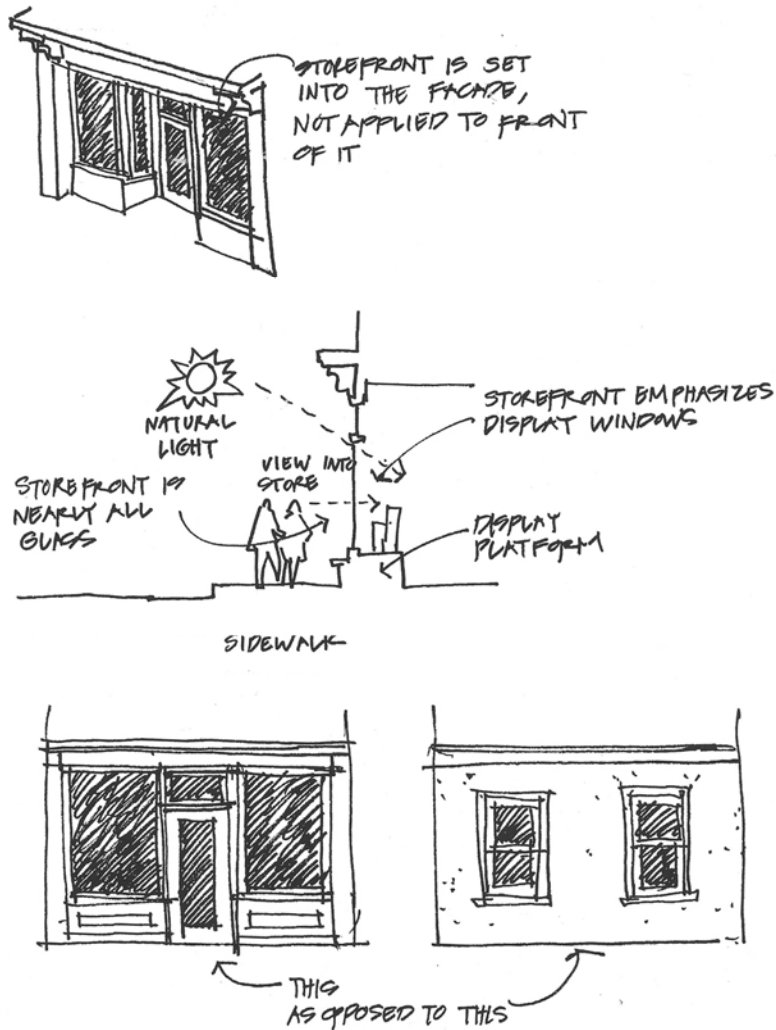 STOREFRONT IS SET
INTO THE FACADE,
NOT APPLIED TO FRONT
OF IT
NATURAL
LIGHT
STOREFRONT EMPHASIZES
DISPLAY WINDOWS
VIEW INTO
STORE
STOREFRONT IS
NEARLY ALL
GLASS
DISPLAY
PLATFORM
SIDEWALK
THIS
AS OPPOSED TO THIS